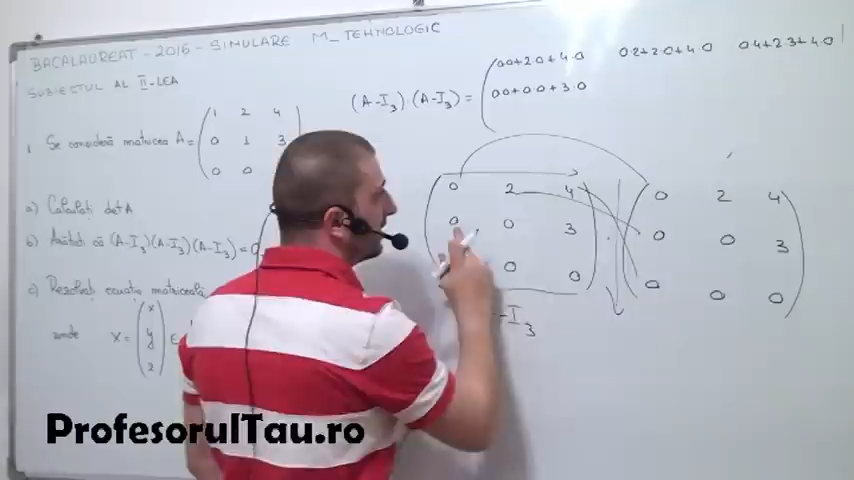 BACALAUREAT - 2016 - SIMULARE M_TEHNOLOGIC
SUBIECTUL AL II-LEA
1. Se consideră matricea A = ( 1 2 4
0 1 3
0 0
a) Calculați det A
b) Arătați că (A-I₃)(A-I₃)(A-I₃)=0
c) Rezolvați ecuația matriceală
unde X = ( x y z ) ∈
(A-I₃)·(A-I₃) = ( 0·0+2·0+4·0 0·2+2·0+4·0 0·4+2·3+4·0
0·0+0·0+3·0
( 0 2 4 ) · ( 0 2 4 )
0 0 3 0 0 3
0 0 0 0 0
-I₃
ProfesorulTau.ro